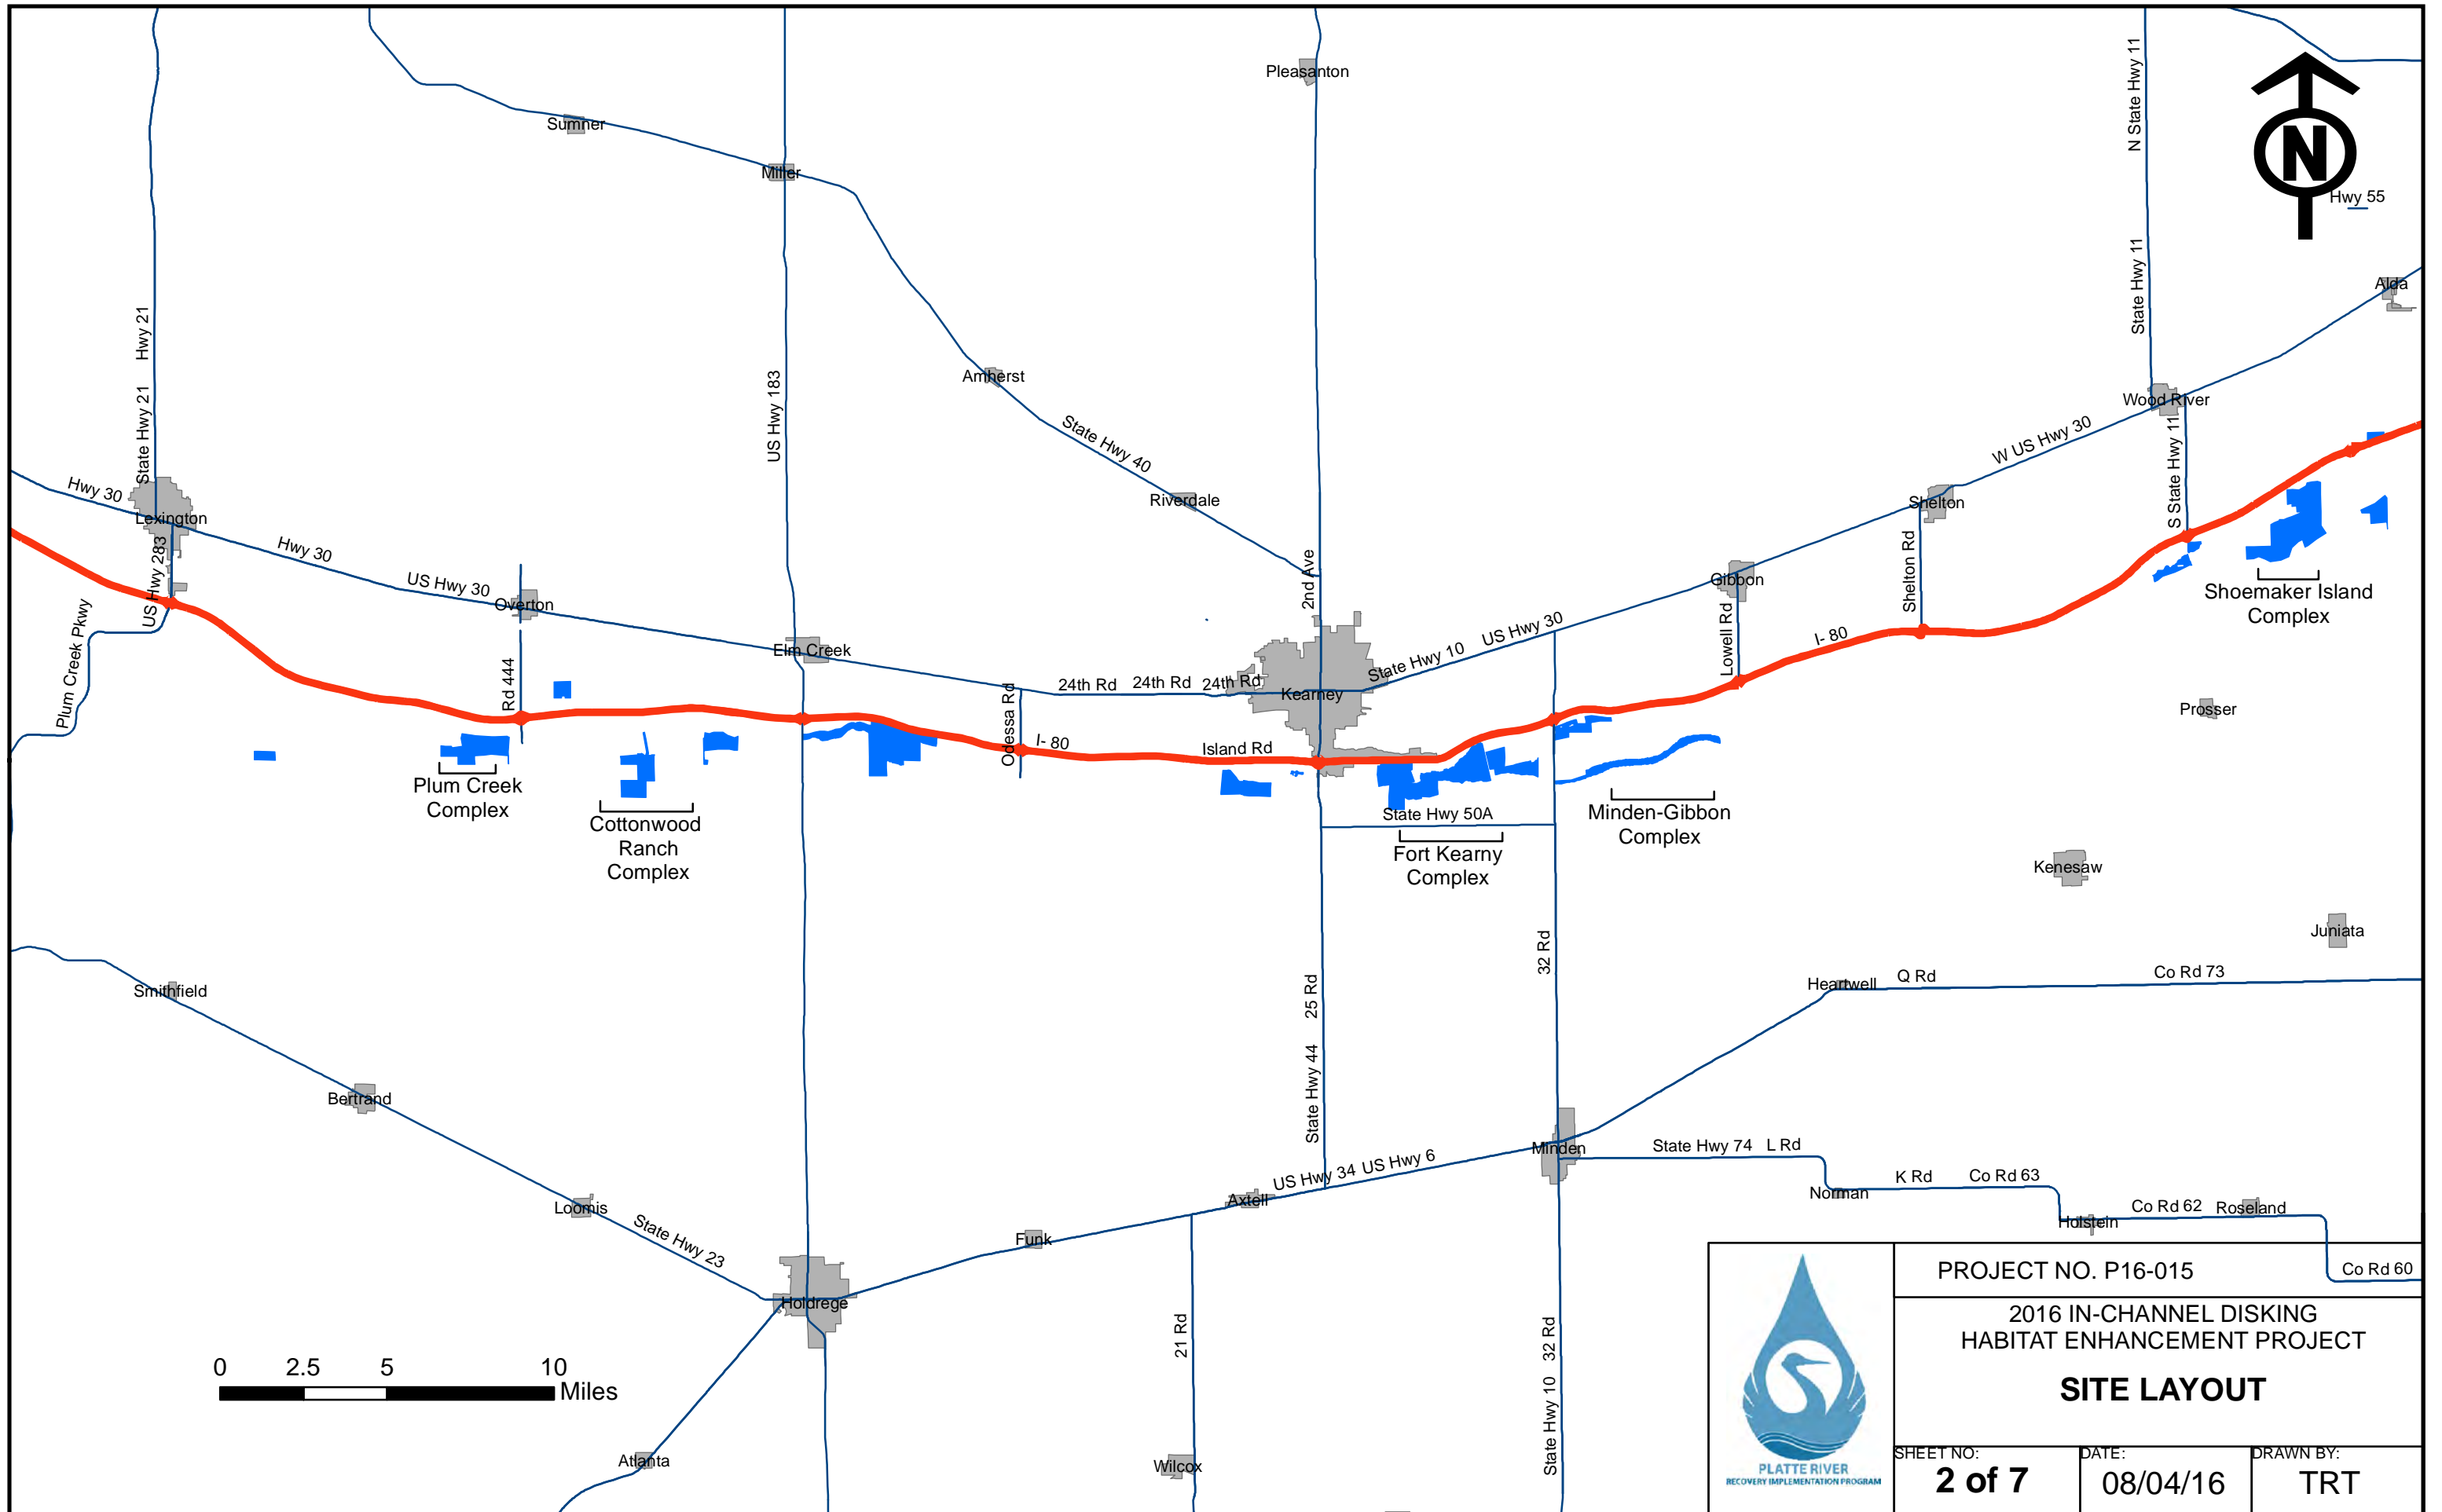 Pleasanton
N State Hwy 11
Sumner
Miller
N
Hwy 55
State Hwy 11
Alda
Hwy 21
State Hwy 21
US Hwy 183
Amherst
State Hwy 40
Wood River
W US Hwy 30
S State Hwy 11
Hwy 30
Lexington
Riverdale
Shelton
Hwy 30
US Hwy 283
US Hwy 30
Overton
2nd Ave
Gibbon
Shelton Rd
Shoemaker Island
Complex
Plum Creek Pkwy
Elm Creek
US Hwy 30
State Hwy 10
Lowell Rd
I- 80
Rd 444
24th Rd
24th Rd
24th Rd
Kearney
Odessa Rd
I- 80
Island Rd
Prosser
Plum Creek
Complex
Cottonwood
Ranch
Complex
State Hwy 50A
Fort Kearny
Complex
Minden-Gibbon
Complex
Kenesaw
Juniata
32 Rd
Smithfield
25 Rd
Heartwell
Q Rd
Co Rd 73
State Hwy 44
Bertrand
Minden
State Hwy 74
L Rd
US Hwy 34
US Hwy 6
K Rd
Co Rd 63
Norman
Axtell
Loomis
State Hwy 23
Funk
Co Rd 62
Roseland
Holstein
Holdrege
21 Rd
32 Rd
State Hwy 10
Co Rd 60
0 2.5 5 10
Miles
Atlanta
Wilcox
PROJECT NO. P16-015
2016 IN-CHANNEL DISKING
HABITAT ENHANCEMENT PROJECT
SITE LAYOUT
PLATTE RIVER
RECOVERY IMPLEMENTATION PROGRAM
SHEET NO:
2 of 7
DATE:
08/04/16
DRAWN BY:
TRT